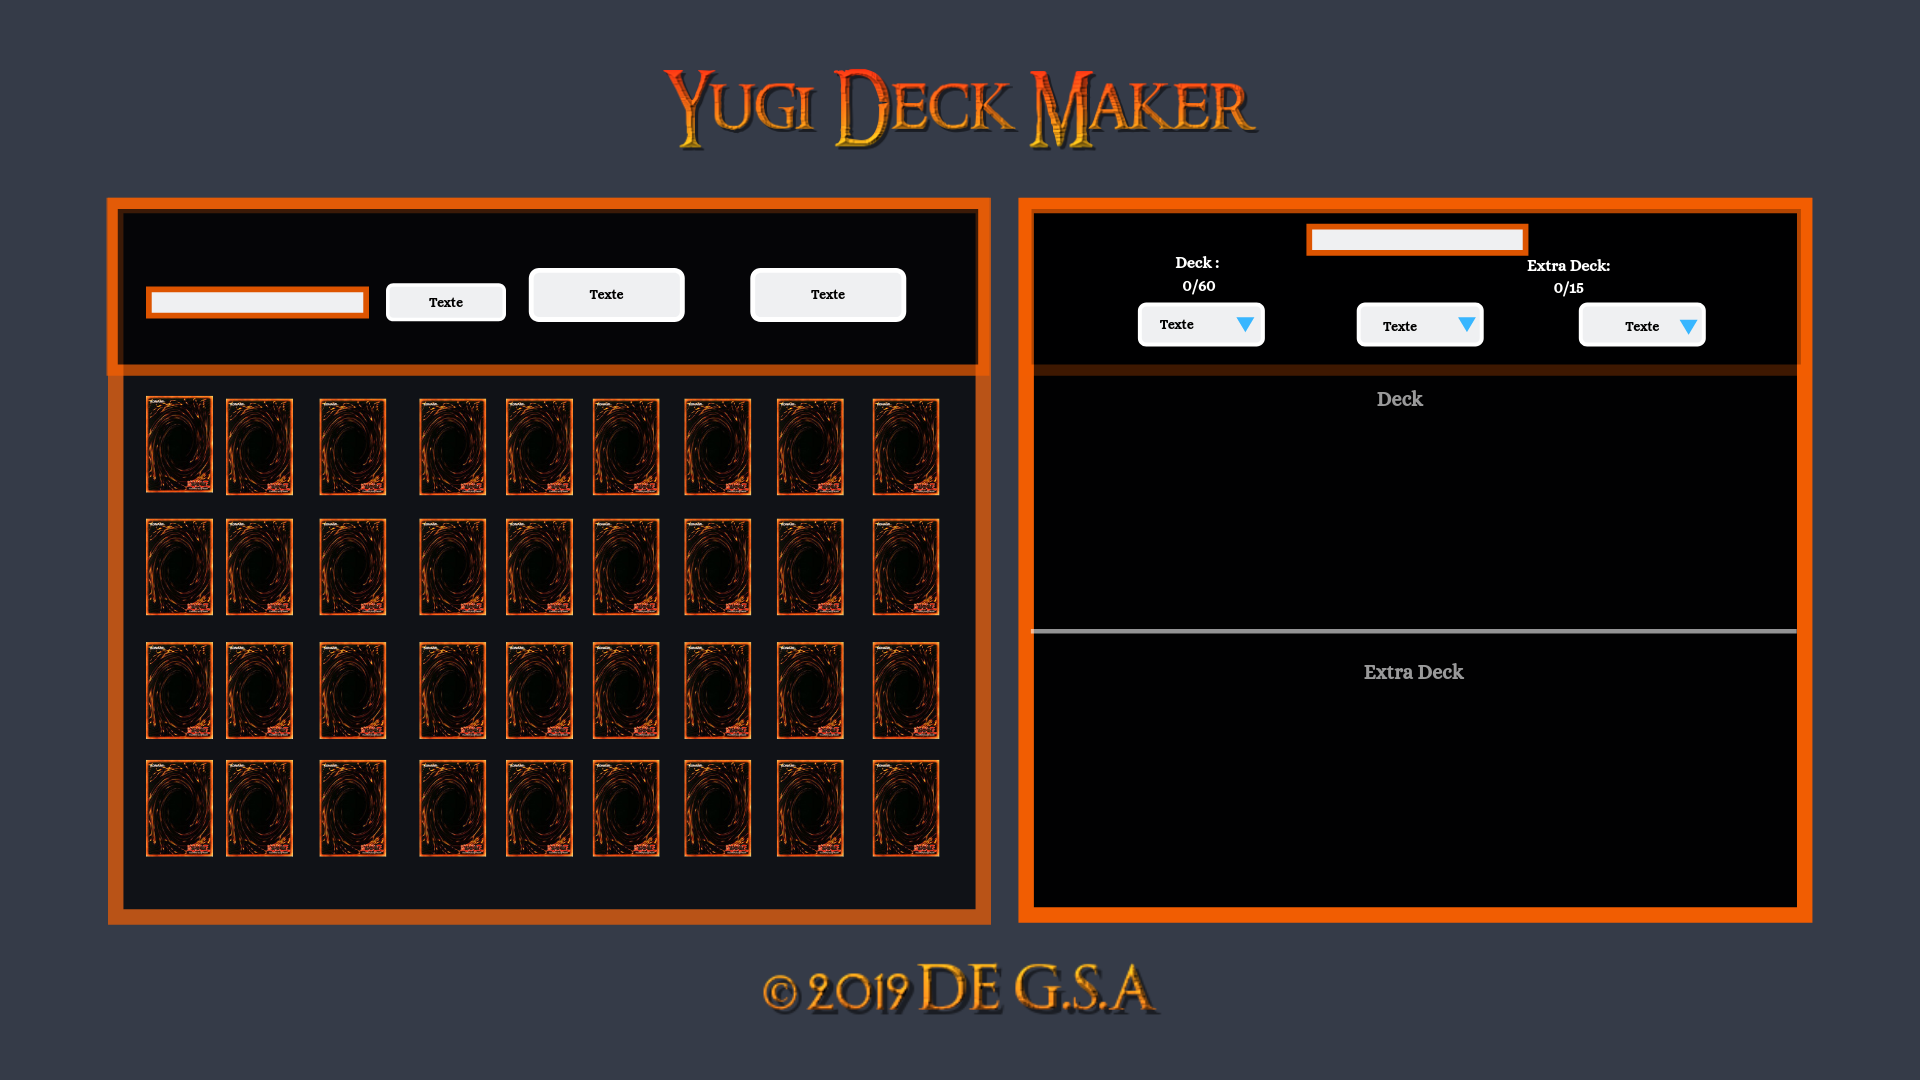 Yugi Deck Maker
Texte
Texte
Texte
Deck :
0/60
Extra Deck:
0/15
Texte
Texte
Texte
Deck
Extra Deck
© 2019 DE G.S.A